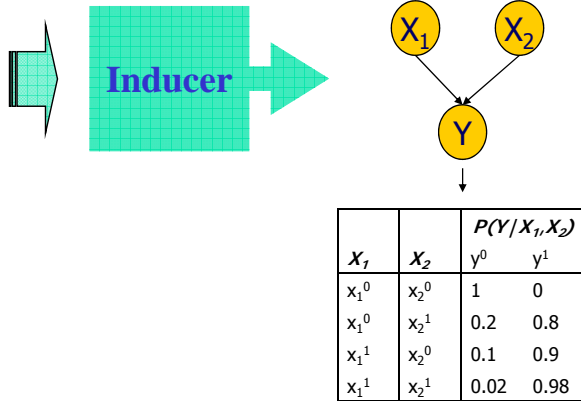 X₁ X₂
Inducer
Y
P(Y/X₁,X₂)
X₁ X₂ y⁰ y¹
x₁⁰ x₂⁰ 1 0
x₁⁰ x₂¹ 0.2 0.8
x₁¹ x₂⁰ 0.1 0.9
x₁¹ x₂¹ 0.02 0.98